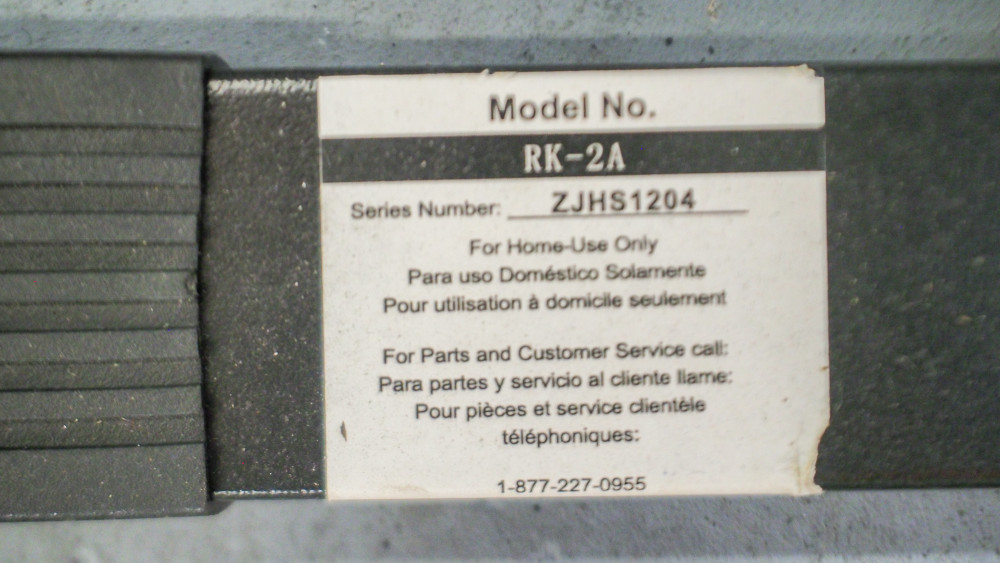 Model No.
RK-2A
Series Number: ZJHS1204
For Home-Use Only
Para uso Doméstico Solamente
Pour utilisation à domicile seulement
For Parts and Customer Service call:
Para partes y servicio al cliente llame:
Pour pièces et service clientèle
téléphoniques:
1-877-227-0955